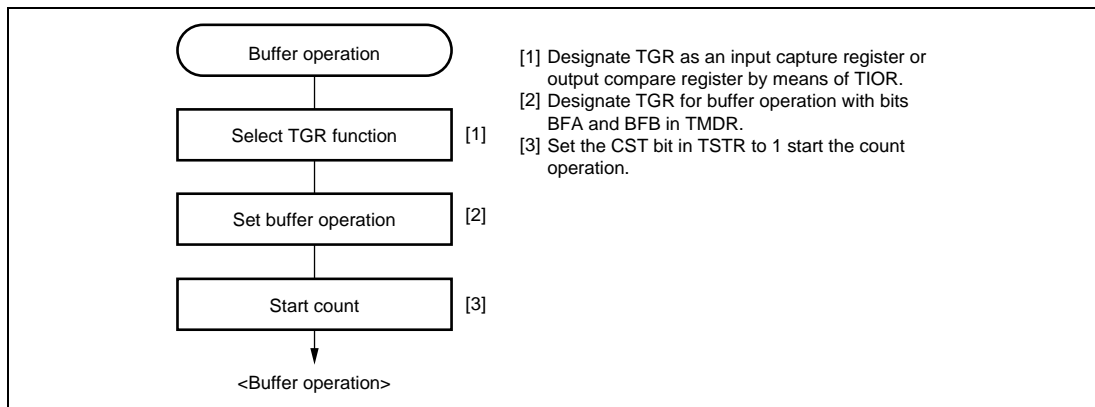 Buffer operation
Select TGR function
[1]
Set buffer operation
[2]
Start count
[3]
<Buffer operation>
[1] Designate TGR as an input capture register or
output compare register by means of TIOR.
[2] Designate TGR for buffer operation with bits
BFA and BFB in TMDR.
[3] Set the CST bit in TSTR to 1 start the count
operation.